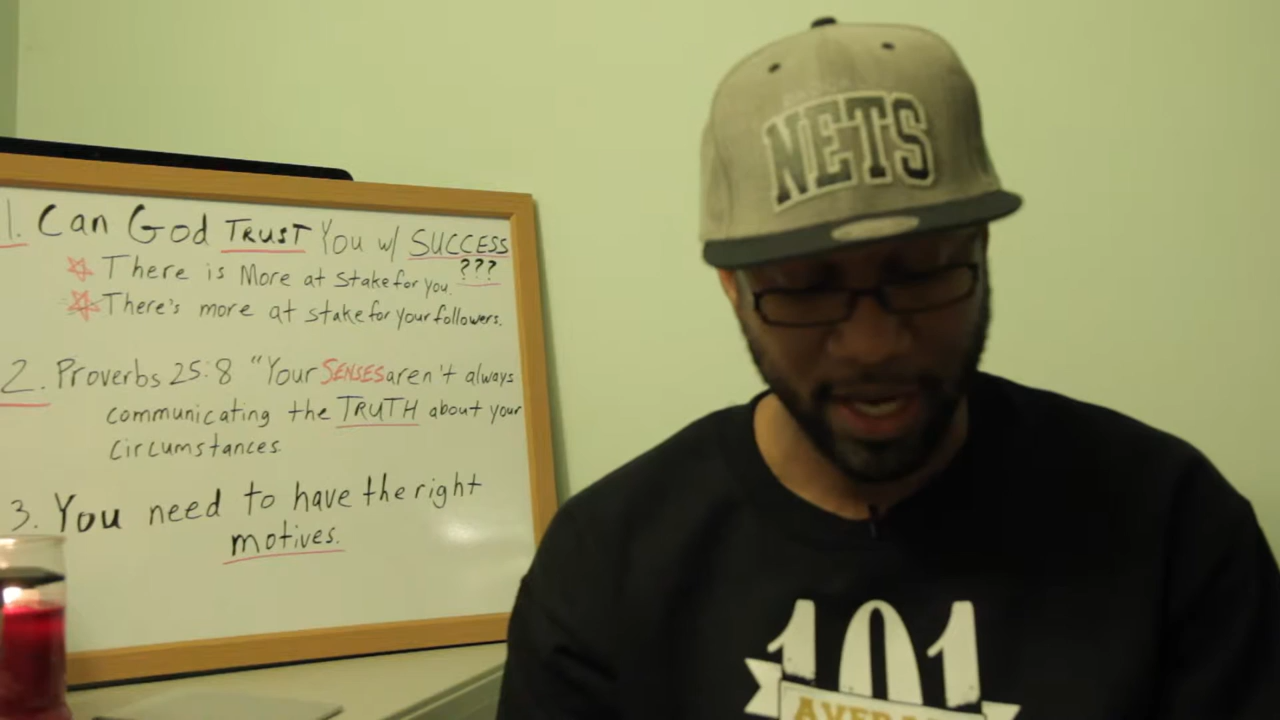 1. Can God TRUST You w/ SUCCESS
???
There is More at stake for you.
There's more at stake for your followers.
2. Proverbs 25:8 "Your SENSES aren't always
communicating the TRUTH about your
circumstances.
3. You need to have the right
motives.
NETS
101